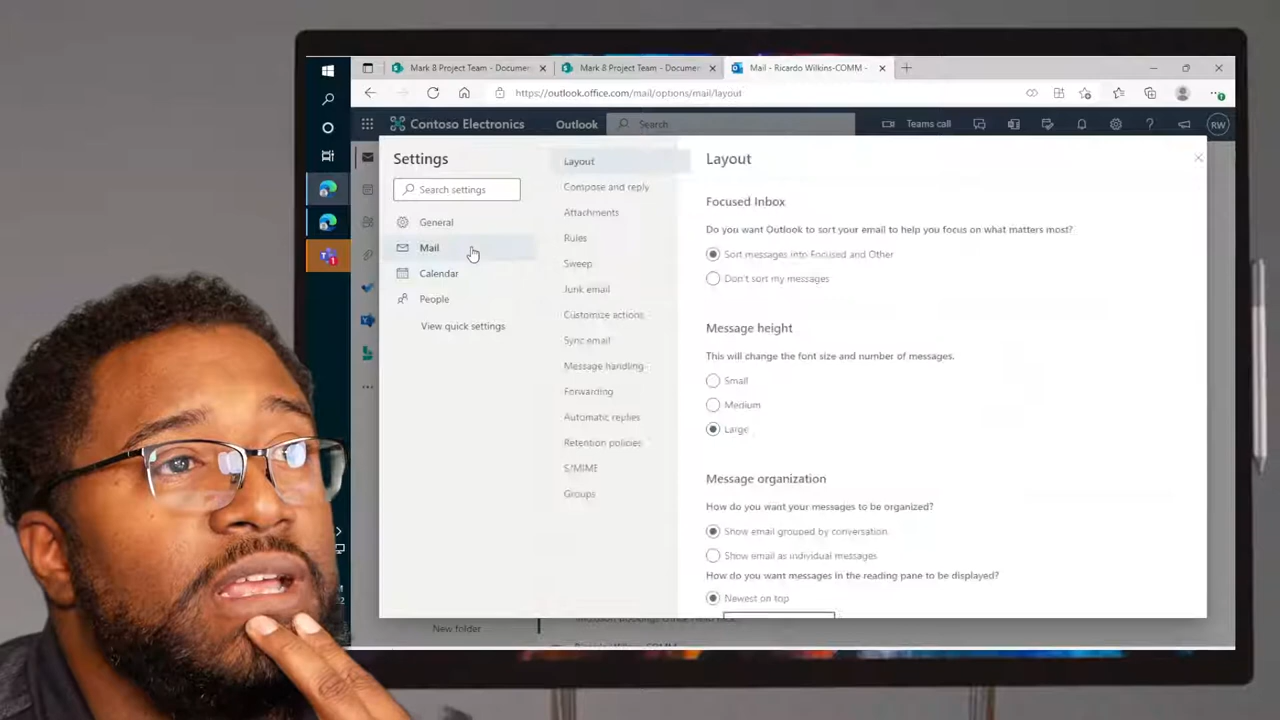 Mark 8 Project Team - Documen
Mark 8 Project Team - Documen
Mail - Ricardo Wilkins-COMM -
https://outlook.office.com/mail/options/mail/layout
Contoso Electronics
Outlook
Search
Teams call
RW
Settings
Search settings
General
Mail
Calendar
People
View quick settings
Layout
Compose and reply
Attachments
Rules
Sweep
Junk email
Customize actions
Sync email
Message handling
Forwarding
Automatic replies
Retention policies
S/MIME
Groups
Layout
Focused Inbox
Do you want Outlook to sort your email to help you focus on what matters most?
Sort messages into Focused and Other
Don't sort my messages
Message height
This will change the font size and number of messages.
Small
Medium
Large
Message organization
How do you want your messages to be organized?
Show email grouped by conversation
Show email as individual messages
How do you want messages in the reading pane to be displayed?
Newest on top
New folder